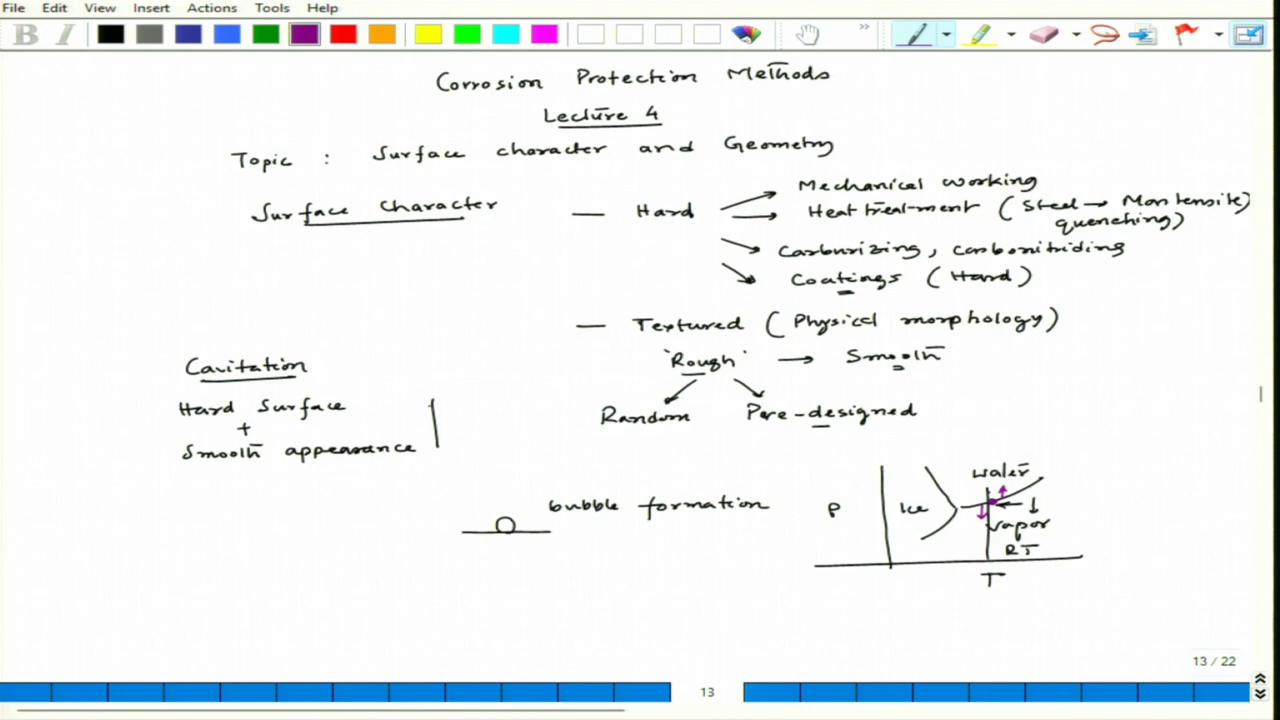 File Edit View Insert Actions Tools Help
B I
Corrosion Protection Methods
Lecture 4
Topic : Surface character and Geometry
Surface Character — Hard
Mechanical working
Heat treatment (Steel → Martensite)
quenching)
Carburizing, carbonitriding
Coatings (Hard)
— Textured (Physical morphology)
'Rough' → Smooth
Random Pre-designed
Cavitation
Hard Surface
+
Smooth appearance
bubble formation
P
Ice
water
vapor
RT
T
13 / 22
13